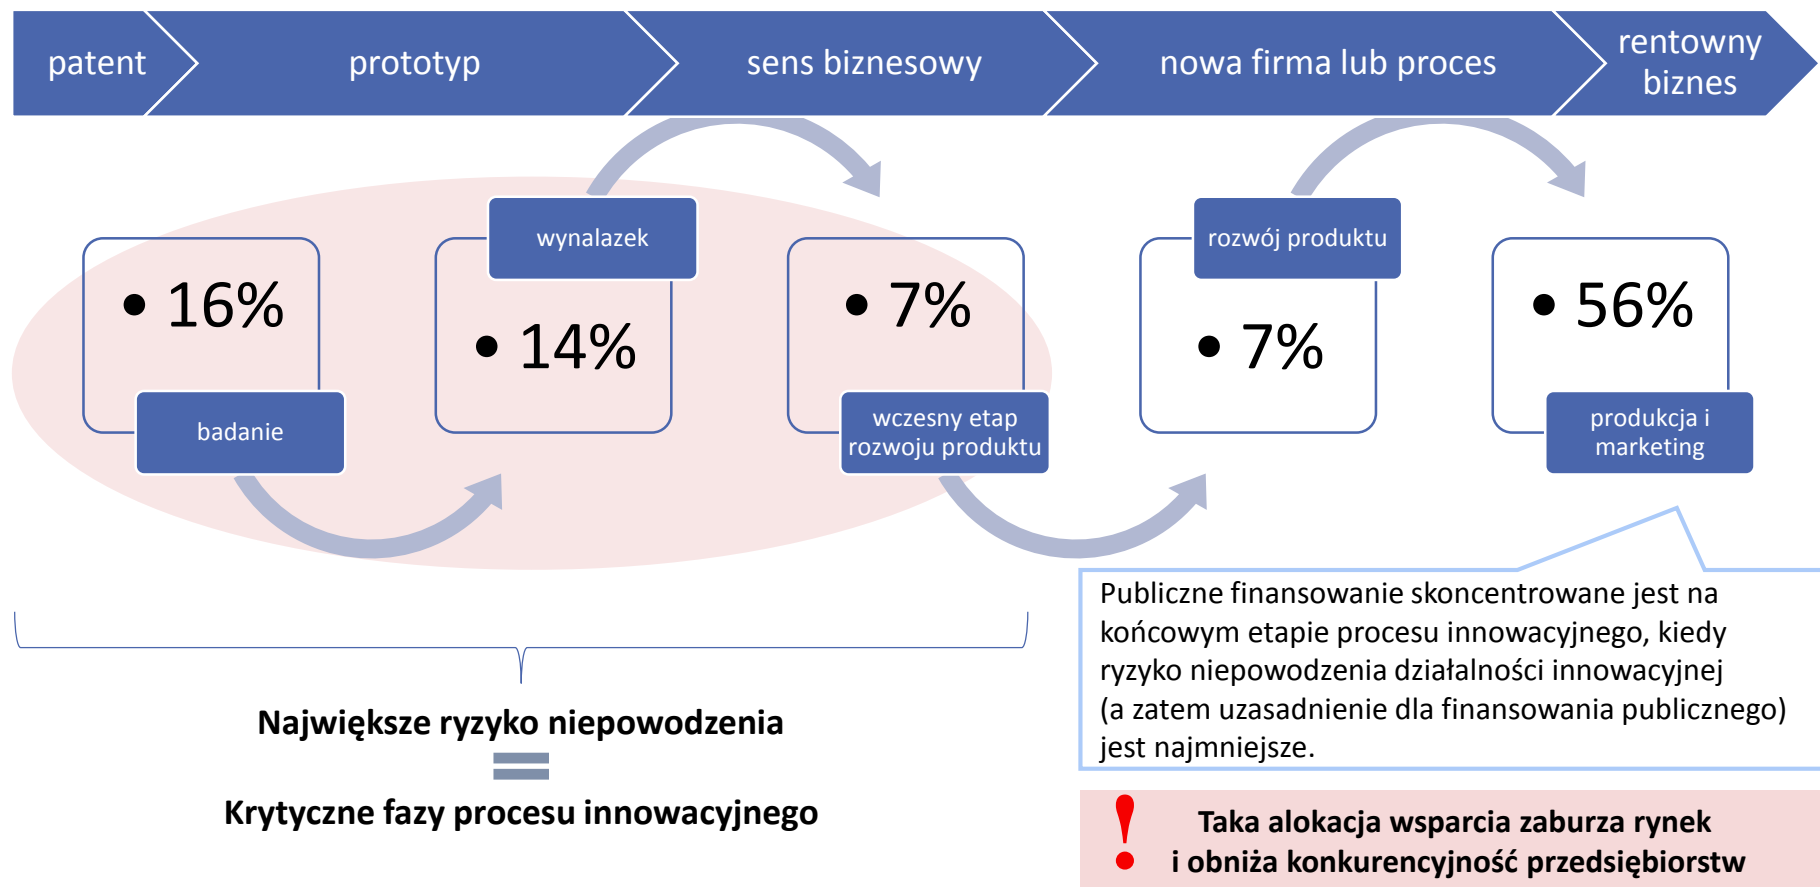 patent
prototyp
sens biznesowy
nowa firma lub proces
rentowny
biznes
• 16%
badanie
wynalazek
• 14%
• 7%
wczesny etap
rozwoju produktu
rozwój produktu
• 7%
• 56%
produkcja i
marketing
Publiczne finansowanie skoncentrowane jest na
końcowym etapie procesu innowacyjnego, kiedy
ryzyko niepowodzenia działalności innowacyjnej
(a zatem uzasadnienie dla finansowania publicznego)
jest najmniejsze.
Największe ryzyko niepowodzenia
=
Krytyczne fazy procesu innowacyjnego
!
Taka alokacja wsparcia zaburza rynek
i obniża konkurencyjność przedsiębiorstw